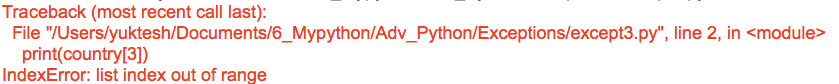 Traceback (most recent call last):
File "/Users/yuktesh/Documents/6_Mypython/Adv_Python/Exceptions/except3.py", line 2, in <module>
print(country[3])
IndexError: list index out of range